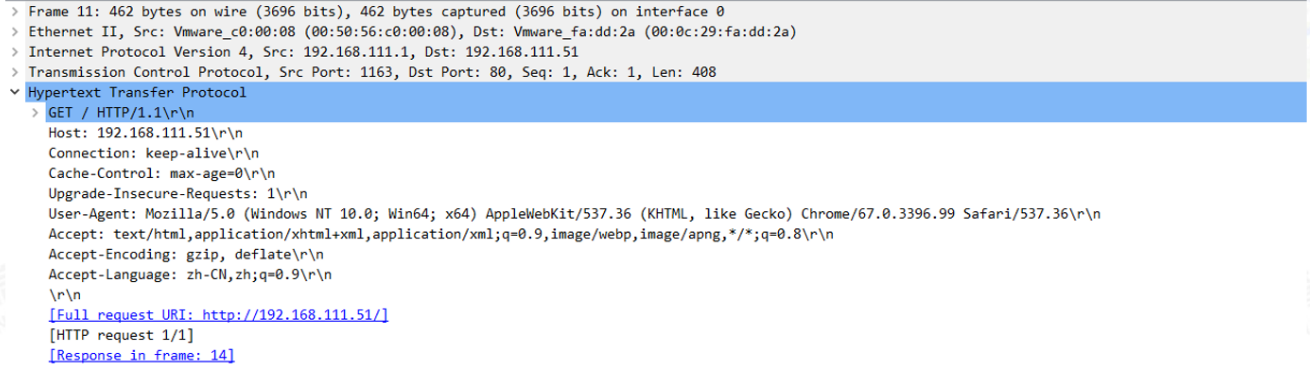 Frame 11: 462 bytes on wire (3696 bits), 462 bytes captured (3696 bits) on interface 0
Ethernet II, Src: Vmware_c0:00:08 (00:50:56:c0:00:08), Dst: Vmware_fa:dd:2a (00:0c:29:fa:dd:2a)
Internet Protocol Version 4, Src: 192.168.111.1, Dst: 192.168.111.51
Transmission Control Protocol, Src Port: 1163, Dst Port: 80, Seq: 1, Ack: 1, Len: 408
Hypertext Transfer Protocol
GET / HTTP/1.1\r\n
Host: 192.168.111.51\r\n
Connection: keep-alive\r\n
Cache-Control: max-age=0\r\n
Upgrade-Insecure-Requests: 1\r\n
User-Agent: Mozilla/5.0 (Windows NT 10.0; Win64; x64) AppleWebKit/537.36 (KHTML, like Gecko) Chrome/67.0.3396.99 Safari/537.36\r\n
Accept: text/html,application/xhtml+xml,application/xml;q=0.9,image/webp,image/apng,*/*;q=0.8\r\n
Accept-Encoding: gzip, deflate\r\n
Accept-Language: zh-CN,zh;q=0.9\r\n
\r\n
[Full request URI: http://192.168.111.51/]
[HTTP request 1/1]
[Response in frame: 14]